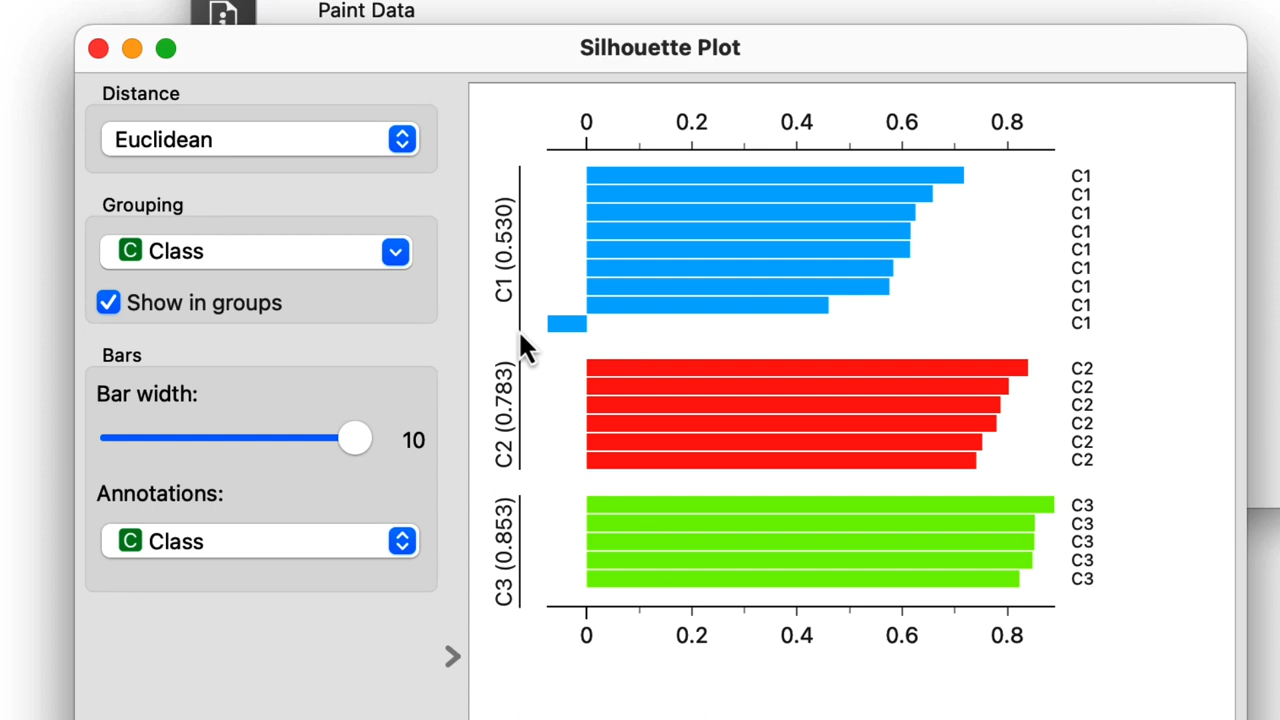 Paint Data
Silhouette Plot
Distance
Euclidean
Grouping
C Class
Show in groups
Bars
Bar width:
10
Annotations:
C Class
0 0.2 0.4 0.6 0.8
C1 (0.530)
C1
C1
C1
C1
C1
C1
C1
C1
C1
C2 (0.783)
C2
C2
C2
C2
C2
C2
C3 (0.853)
C3
C3
C3
C3
C3
0 0.2 0.4 0.6 0.8